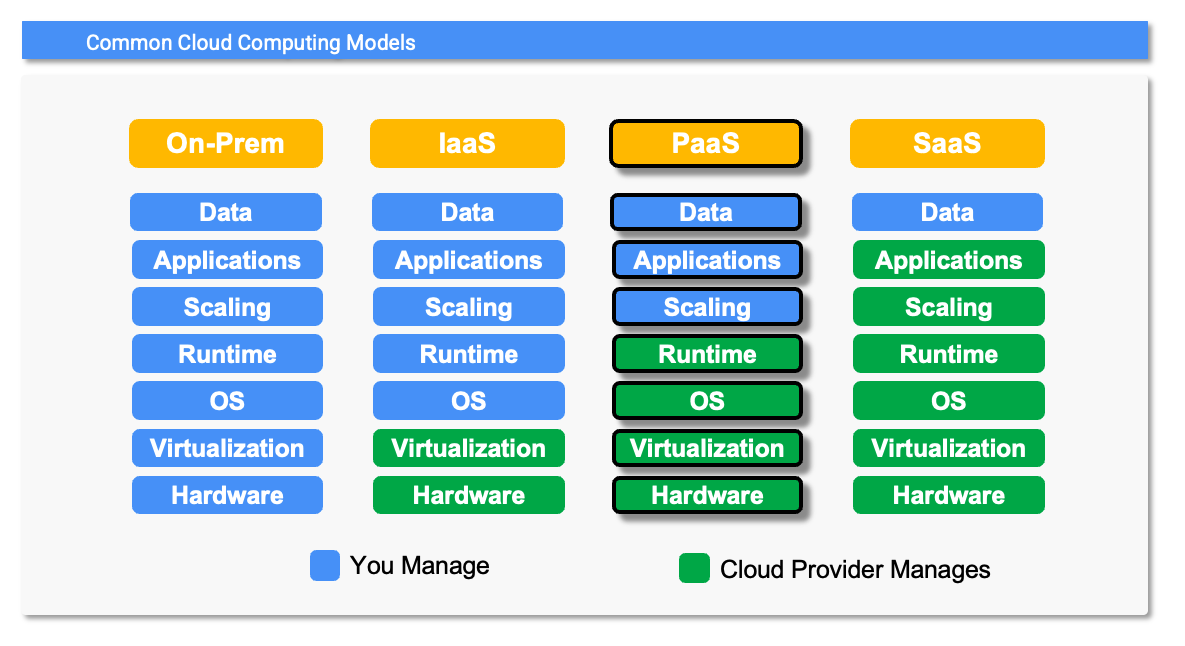 Common Cloud Computing Models
On-Prem IaaS PaaS SaaS
Data Data Data Data
Applications Applications Applications Applications
Scaling Scaling Scaling Scaling
Runtime Runtime Runtime Runtime
OS OS OS OS
Virtualization Virtualization Virtualization Virtualization
Hardware Hardware Hardware Hardware
You Manage Cloud Provider Manages